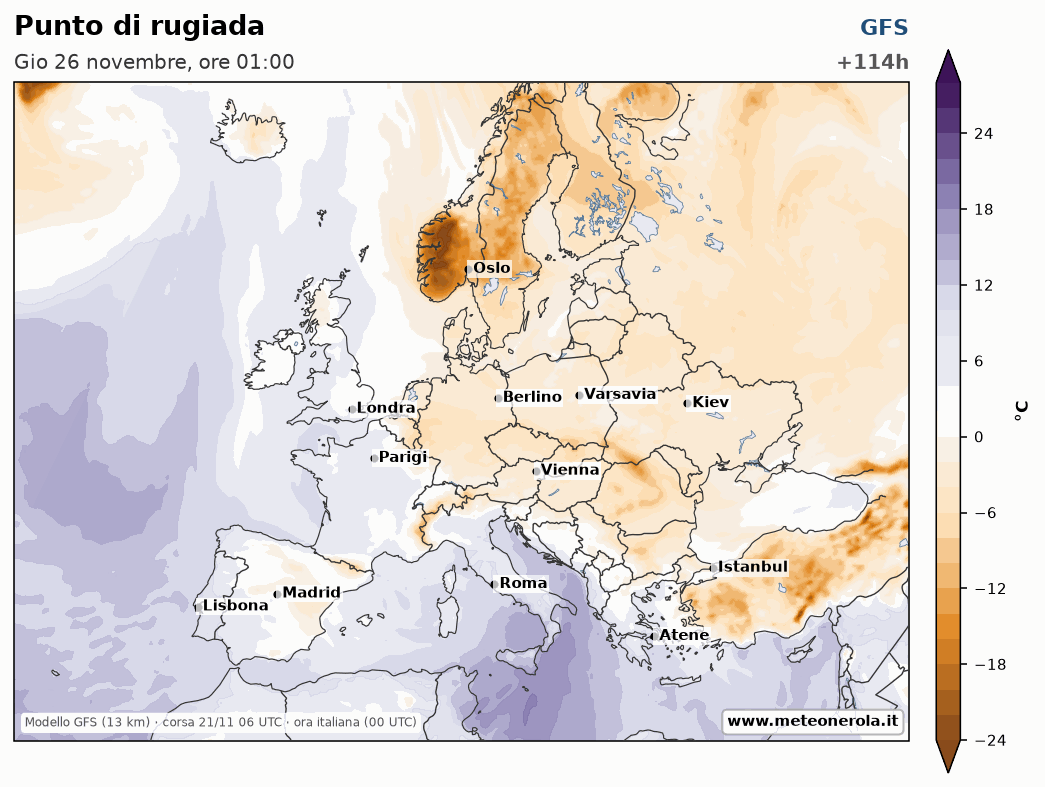 Punto di rugiada
GFS
Gio 26 novembre, ore 01:00
+114h
Oslo
Berlino
Varsavia
Kiev
Londra
Parigi
Vienna
Istanbul
Roma
Madrid
Lisbona
Atene
Modello GFS (13 km) · corsa 21/11 06 UTC · ora italiana (00 UTC)
www.meteonerola.it
24
18
12
6
0
−6
−12
−18
−24
°C